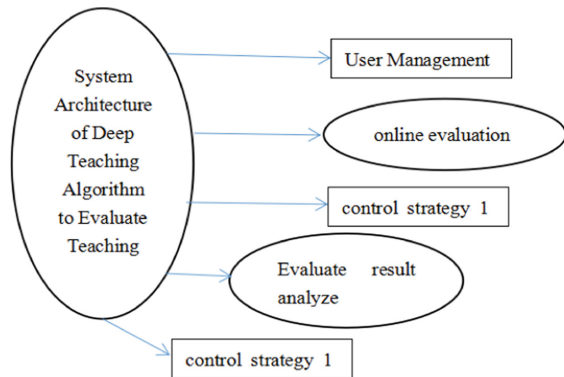 System
Architecture
of Deep
Teaching
Algorithm
to Evaluate
Teaching
User Management
online evaluation
control strategy 1
Evaluate result
analyze
control strategy 1